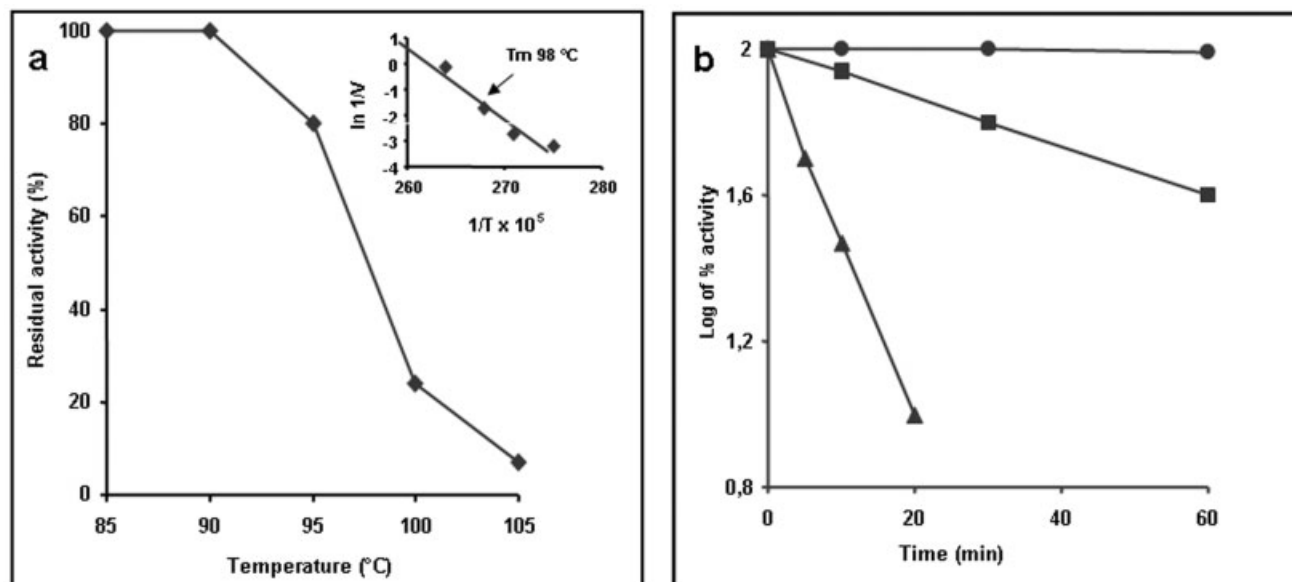 a
100
80
60
40
20
0
Residual activity (%)
85 90 95 100 105
Temperature (°C)
1
0
-1
-2
-3
-4
ln 1/V
Tm 98 °C
260 270 280
1/T x 10⁵
b
2
1,6
1,2
0,8
Log of % activity
0 20 40 60
Time (min)